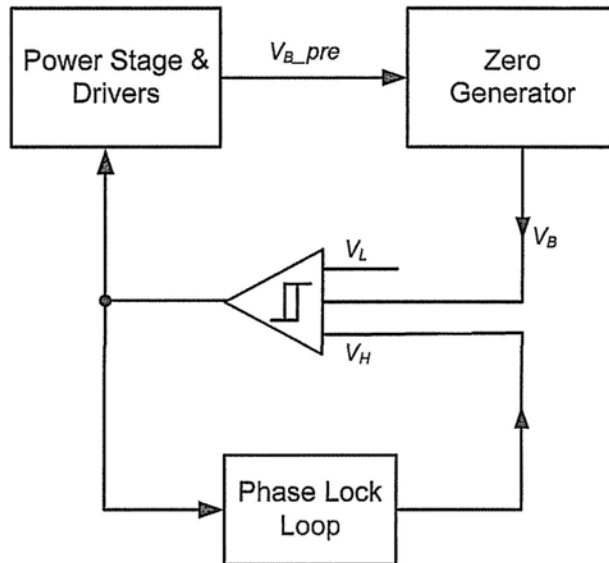 Power Stage &
Drivers
V_B_pre
Zero
Generator
V_B
V_L
V_H
Phase Lock
Loop